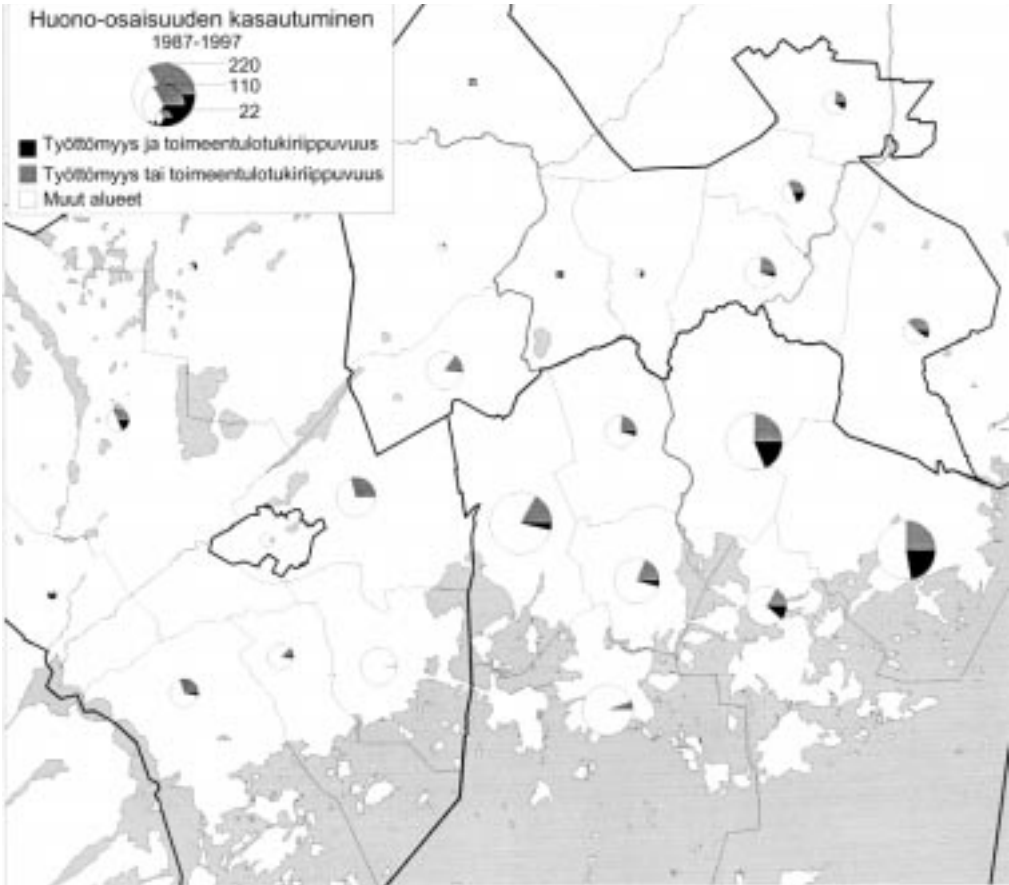 Huono-osaisuuden kasautuminen
1987-1997
220
110
22
Työttömyys ja toimeentulotukiriippuvuus
Työttömyys tai toimeentulotukiriippuvuus
Muut alueet